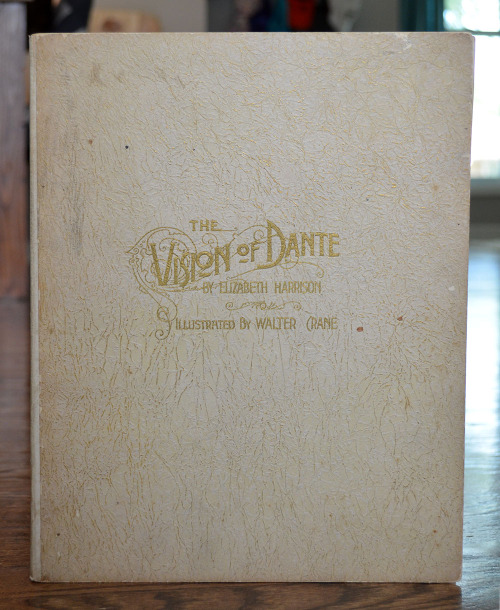 THE
VISION OF DANTE
BY ELIZABETH HARRISON
ILLUSTRATED BY WALTER CRANE